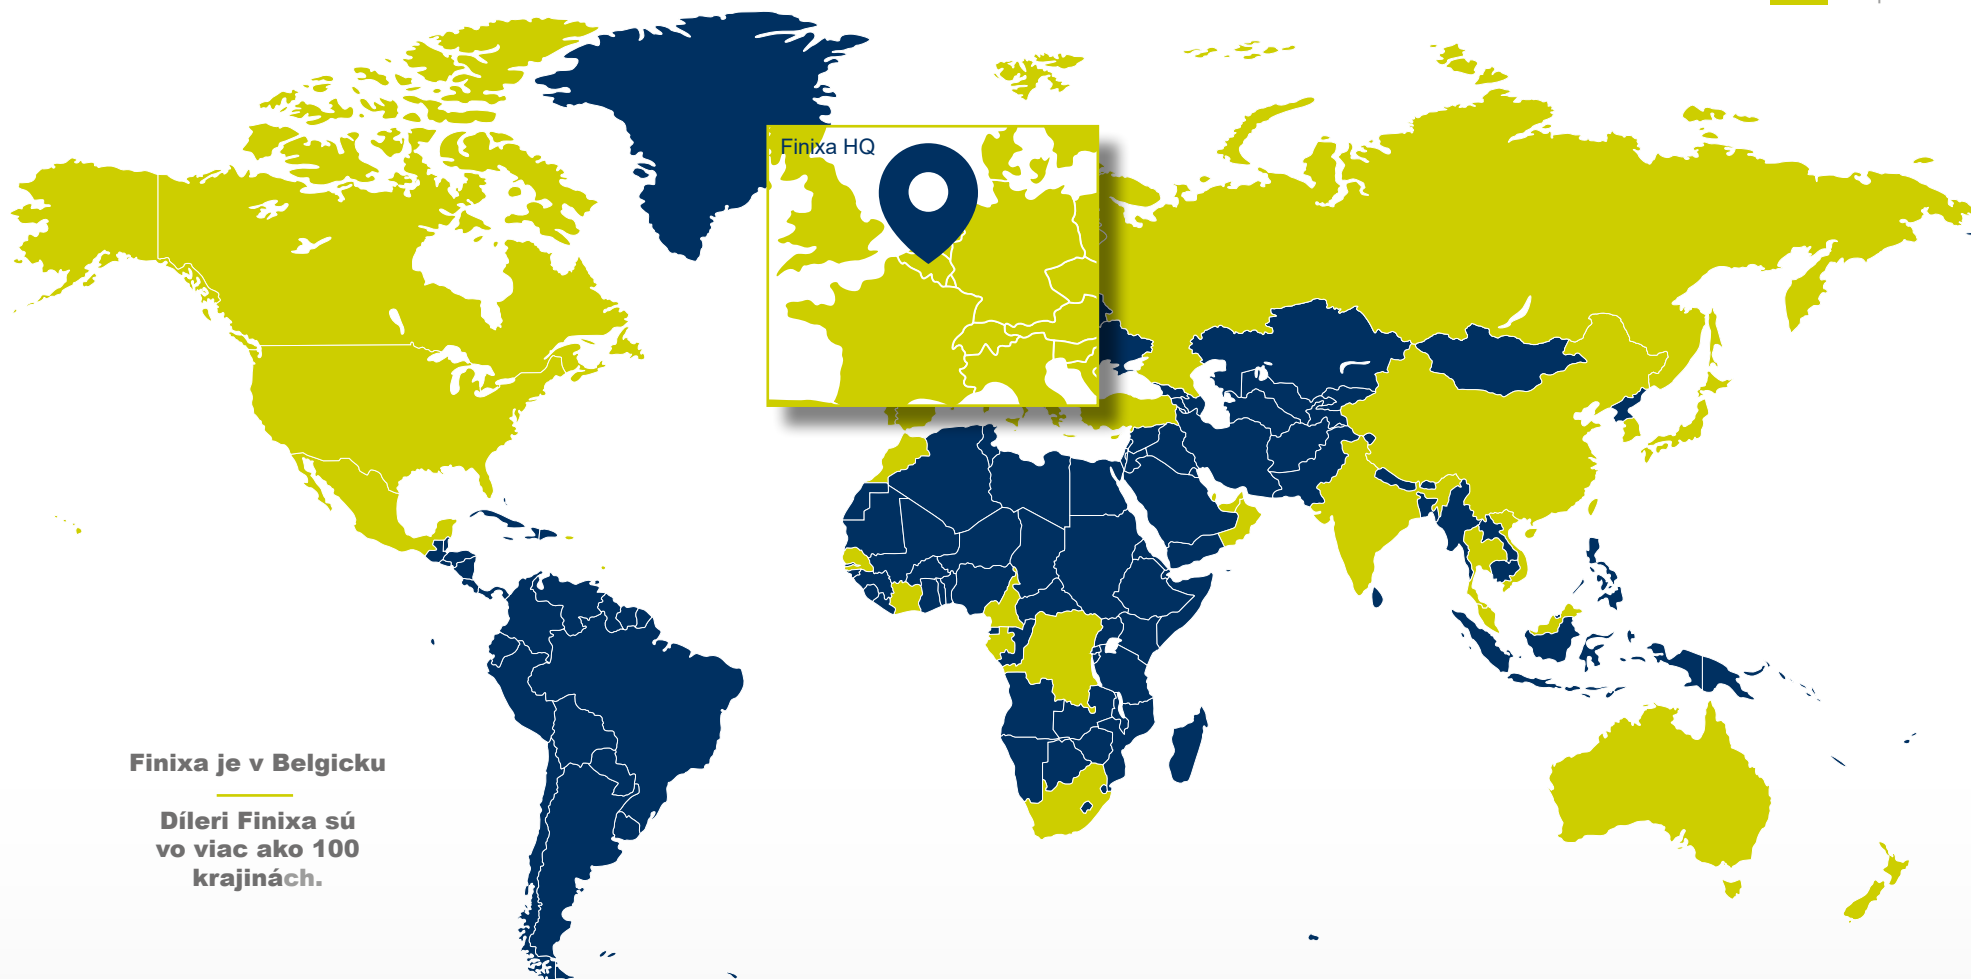 Finixa HQ
Finixa je v Belgicku
Díleri Finixa sú
vo viac ako 100
krajinách.